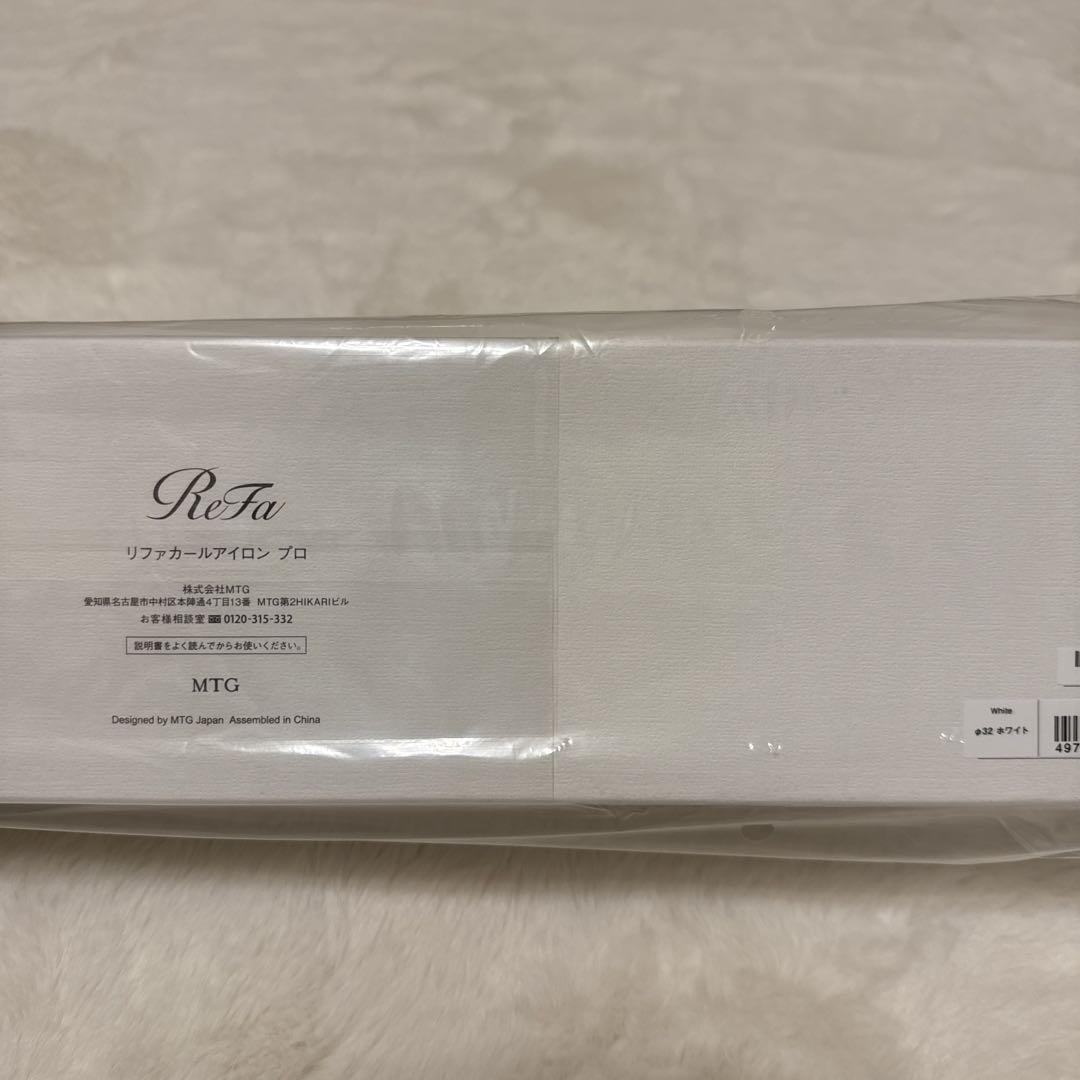 ReFa
リファカールアイロン プロ
株式会社MTG
愛知県名古屋市中村区本陣通4丁目13番 MTG第2HIKARIビル
お客様相談室 0120-315-332
説明書をよく読んでからお使いください。
MTG
Designed by MTG Japan Assembled in China
White
φ32 ホワイト
497